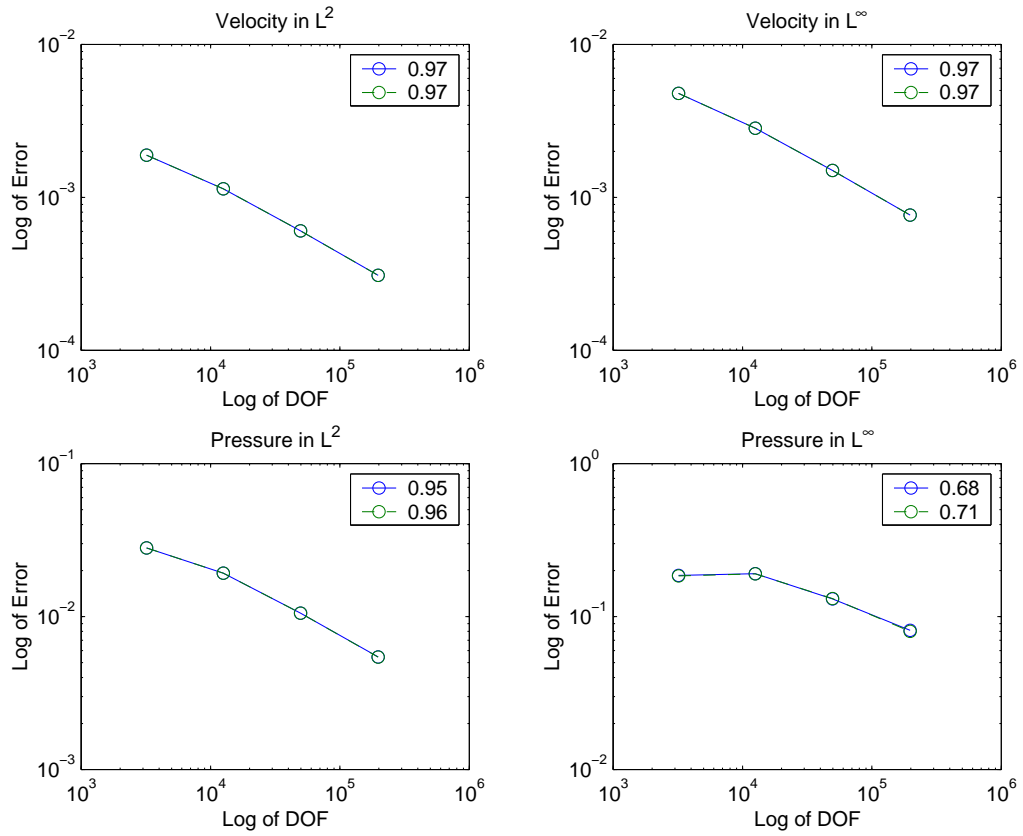 Velocity in L²
10⁻²
10⁻³
10⁻⁴
Log of Error
0.97
0.97
10³ 10⁴ 10⁵ 10⁶
Log of DOF
Velocity in L∞
10⁻²
10⁻³
10⁻⁴
Log of Error
0.97
0.97
10³ 10⁴ 10⁵ 10⁶
Log of DOF
Pressure in L²
10⁻¹
10⁻²
10⁻³
Log of Error
0.95
0.96
10³ 10⁴ 10⁵ 10⁶
Log of DOF
Pressure in L∞
10⁰
10⁻¹
10⁻²
Log of Error
0.68
0.71
10³ 10⁴ 10⁵ 10⁶
Log of DOF